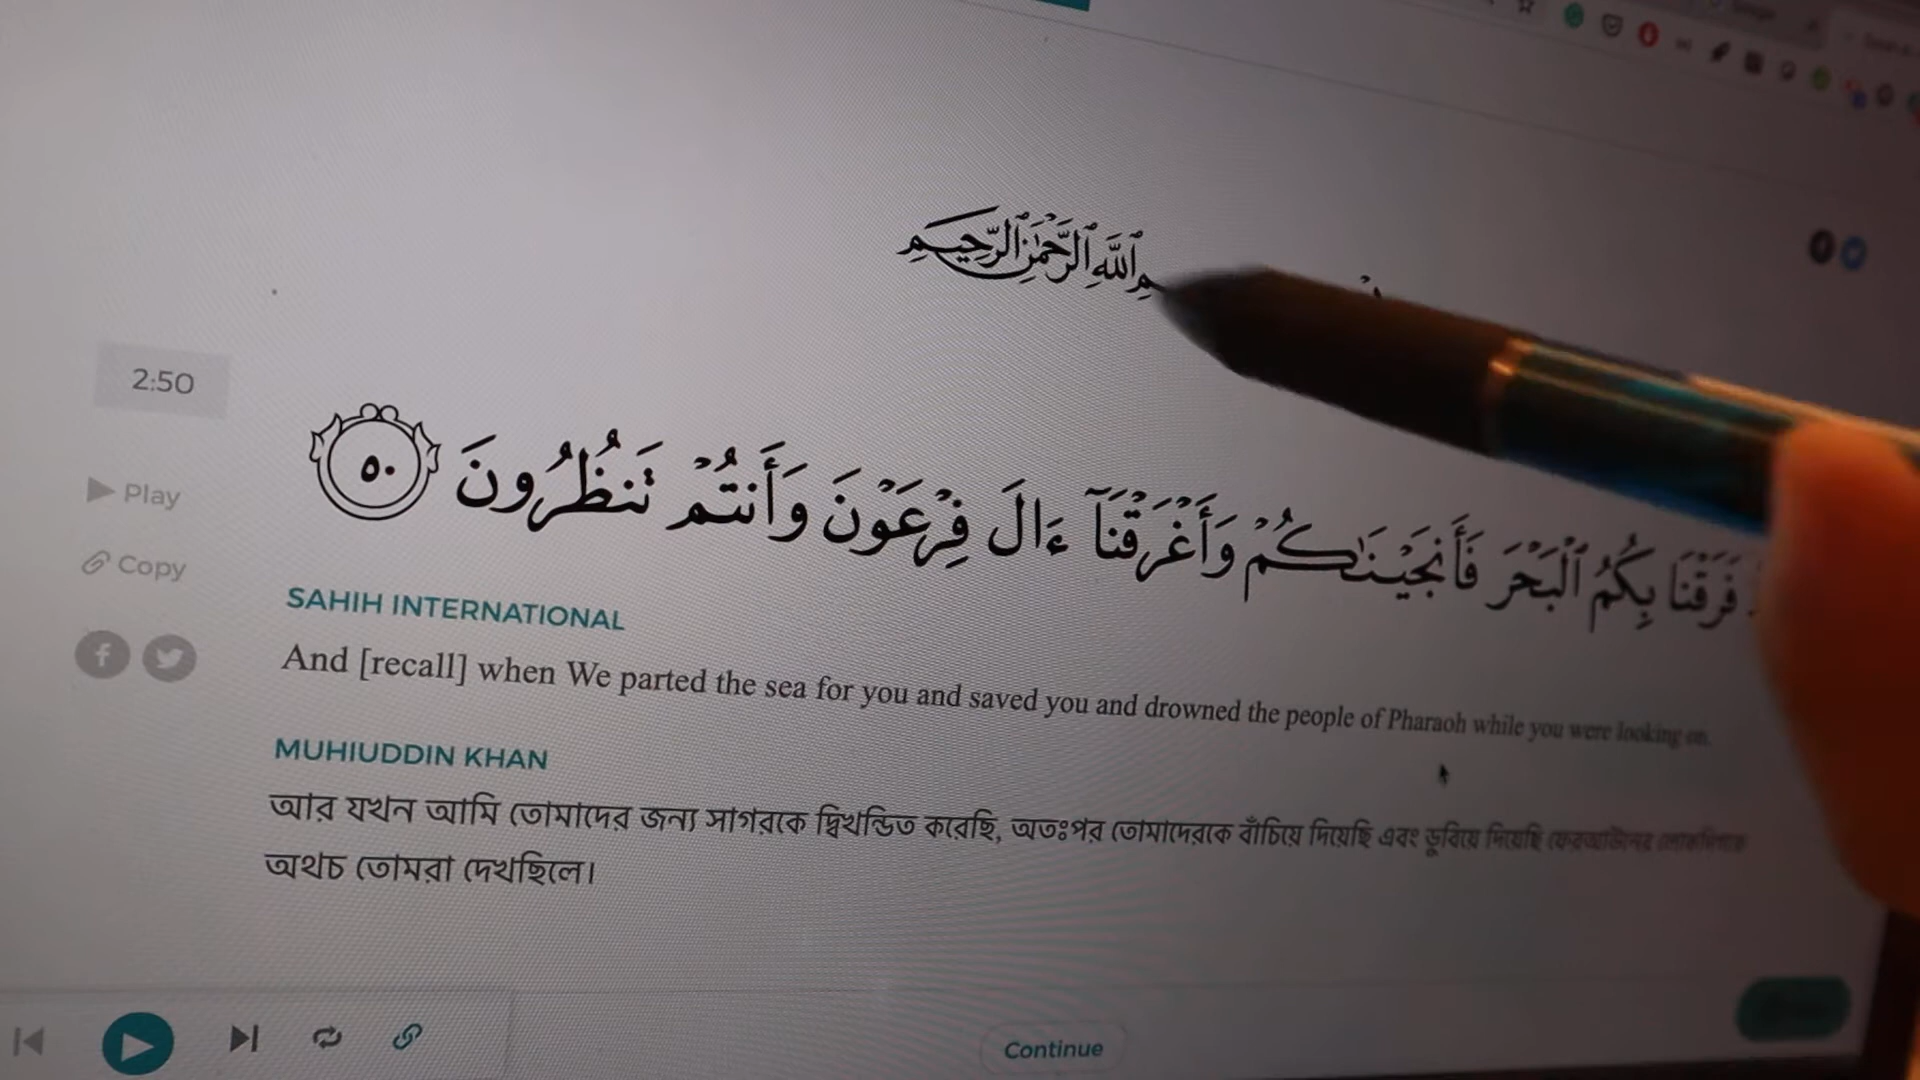 ـمِ ٱللَّهِ ٱلرَّحْمَٰنِ ٱلرَّحِيمِ
2:50
فَرَقْنَا بِكُمُ ٱلْبَحْرَ فَأَنجَيْنَٰكُمْ وَأَغْرَقْنَآ ءَالَ فِرْعَوْنَ وَأَنتُمْ تَنظُرُونَ ٥٠
Play
Copy
SAHIH INTERNATIONAL
And [recall] when We parted the sea for you and saved you and drowned the people of Pharaoh while you were looking on.
MUHIUDDIN KHAN
আর যখন আমি তোমাদের জন্য সাগরকে দ্বিখন্ডিত করেছি, অতঃপর তোমাদেরকে বাঁচিয়ে দিয়েছি এবং ডুবিয়ে দিয়েছি
অথচ তোমরা দেখছিলে।
Continue